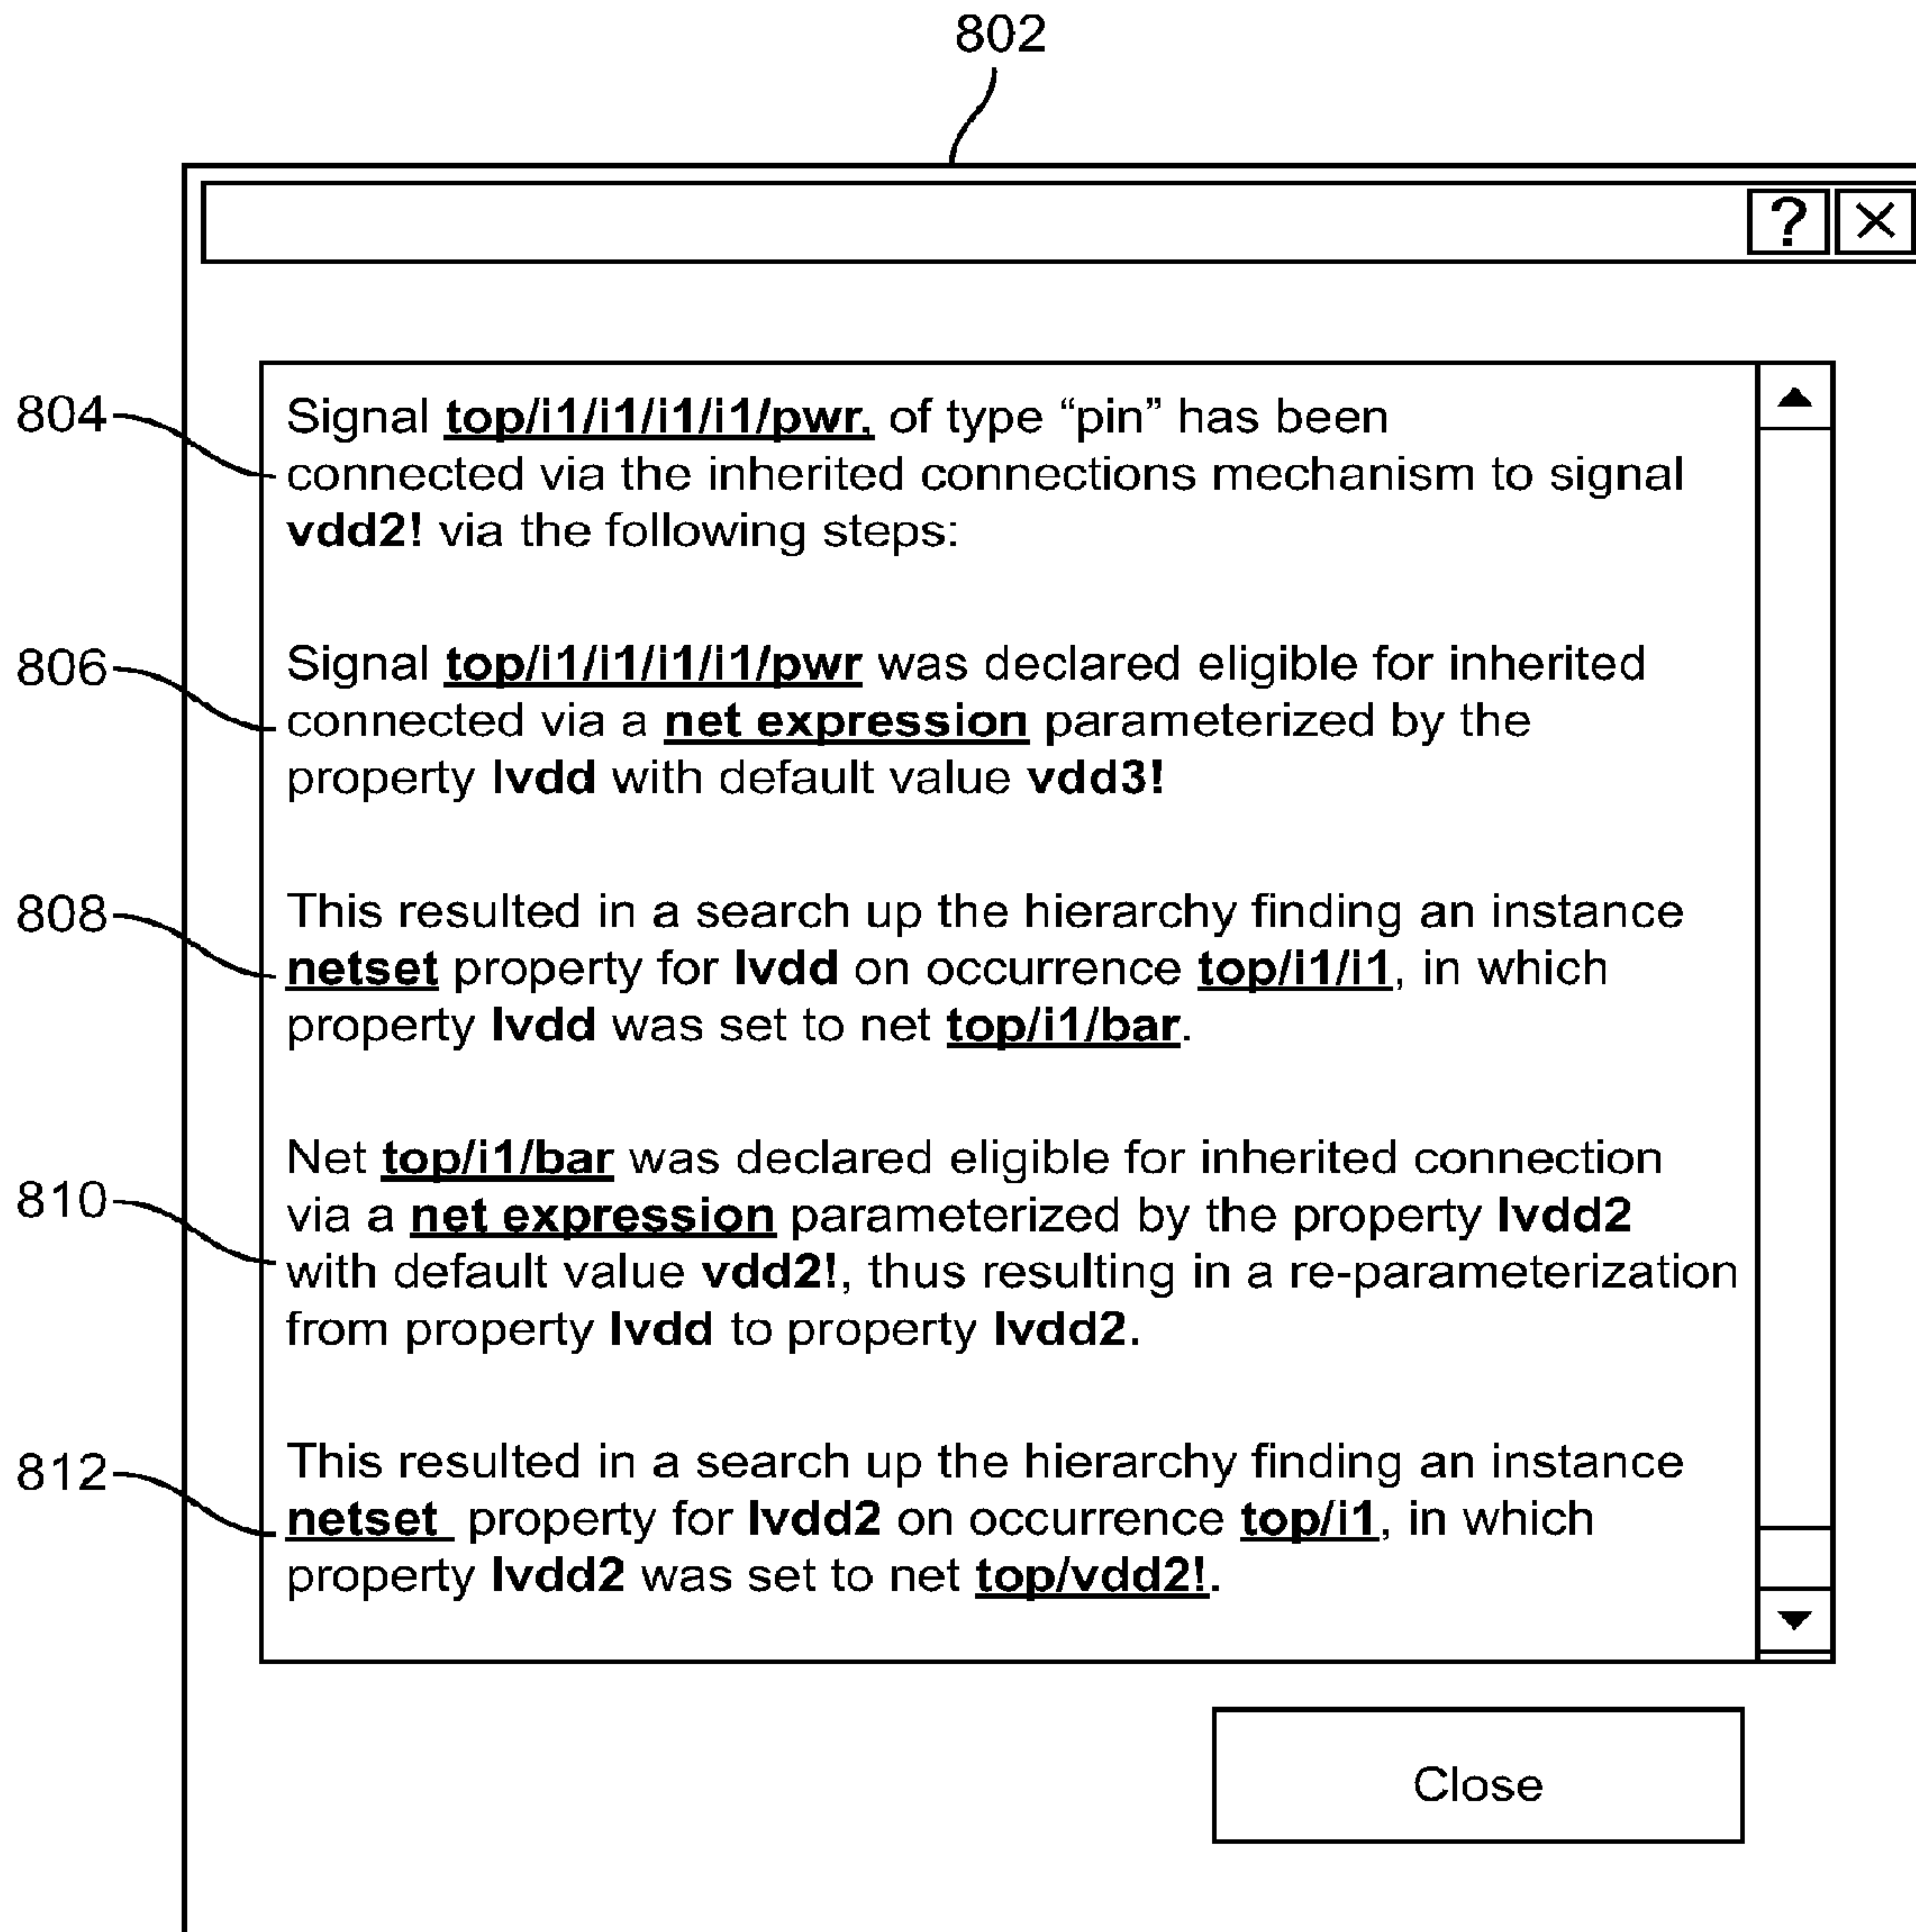 802
? ×
804
Signal top/i1/i1/i1/i1/pwr, of type “pin” has been
connected via the inherited connections mechanism to signal
vdd2! via the following steps:
806
Signal top/i1/i1/i1/i1/pwr was declared eligible for inherited
connected via a net expression parameterized by the
property lvdd with default value vdd3!
808
This resulted in a search up the hierarchy finding an instance
netset property for lvdd on occurrence top/i1/i1, in which
property lvdd was set to net top/i1/bar.
810
Net top/i1/bar was declared eligible for inherited connection
via a net expression parameterized by the property lvdd2
with default value vdd2!, thus resulting in a re-parameterization
from property lvdd to property lvdd2.
812
This resulted in a search up the hierarchy finding an instance
netset property for lvdd2 on occurrence top/i1, in which
property lvdd2 was set to net top/vdd2!.
Close